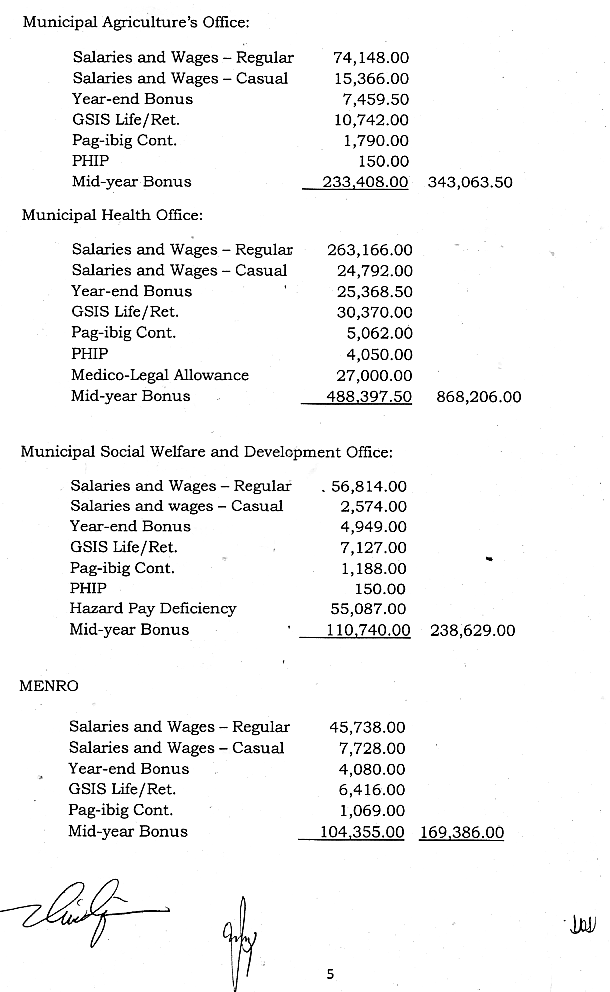 Municipal Agriculture's Office:
Salaries and Wages – Regular 74,148.00
Salaries and Wages – Casual 15,366.00
Year-end Bonus 7,459.50
GSIS Life/Ret. 10,742.00
Pag-ibig Cont. 1,790.00
PHIP 150.00
Mid-year Bonus 233,408.00 343,063.50
Municipal Health Office:
Salaries and Wages – Regular 263,166.00
Salaries and Wages – Casual 24,792.00
Year-end Bonus 25,368.50
GSIS Life/Ret. 30,370.00
Pag-ibig Cont. 5,062.00
PHIP 4,050.00
Medico-Legal Allowance 27,000.00
Mid-year Bonus 488,397.50 868,206.00
Municipal Social Welfare and Development Office:
Salaries and Wages – Regular 56,814.00
Salaries and wages – Casual 2,574.00
Year-end Bonus 4,949.00
GSIS Life/Ret. 7,127.00
Pag-ibig Cont. 1,188.00
PHIP 150.00
Hazard Pay Deficiency 55,087.00
Mid-year Bonus 110,740.00 238,629.00
MENRO
Salaries and Wages – Regular 45,738.00
Salaries and Wages – Casual 7,728.00
Year-end Bonus 4,080.00
GSIS Life/Ret. 6,416.00
Pag-ibig Cont. 1,069.00
Mid-year Bonus 104,355.00 169,386.00
5